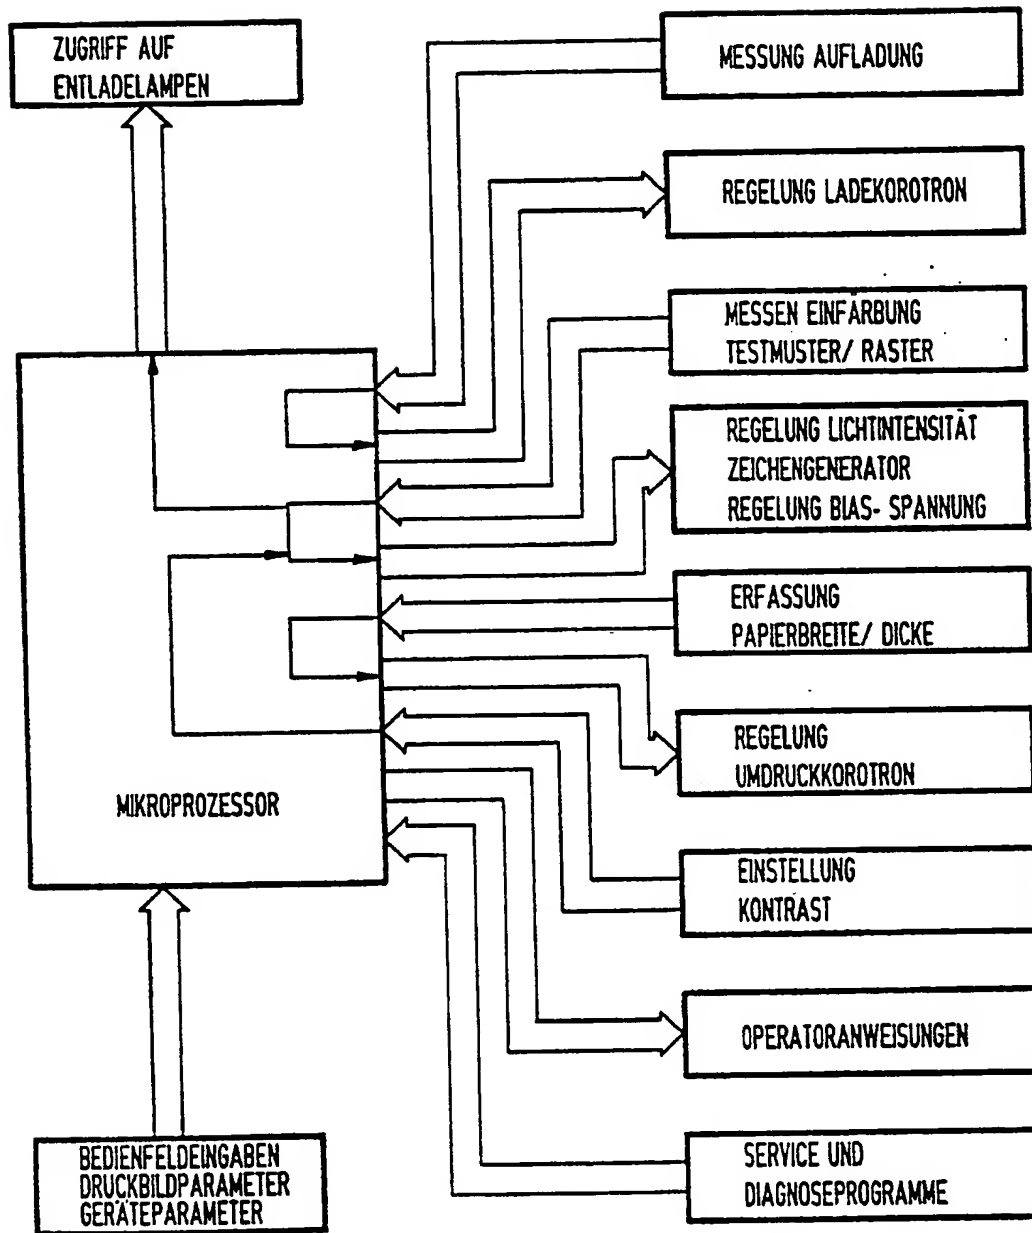 ZUGRIFF AUF
ENTLADELAMPEN
MESSUNG AUFLADUNG
REGELUNG LADEKOROTRON
MESSEN EINFÄRBUNG
TESTMUSTER/ RASTER
REGELUNG LICHTINTENSITÄT
ZEICHENGENERATOR
REGELUNG BIAS- SPANNUNG
ERFASSUNG
PAPIERBREITE/ DICKE
REGELUNG
UMDRUCKKOROTRON
MIKROPROZESSOR
EINSTELLUNG
KONTRAST
OPERATORANWEISUNGEN
BEDIENFELDEINGABEN
DRUCKBILDPARAMETER
GERÄTEPARAMETER
SERVICE UND
DIAGNOSEPROGRAMME